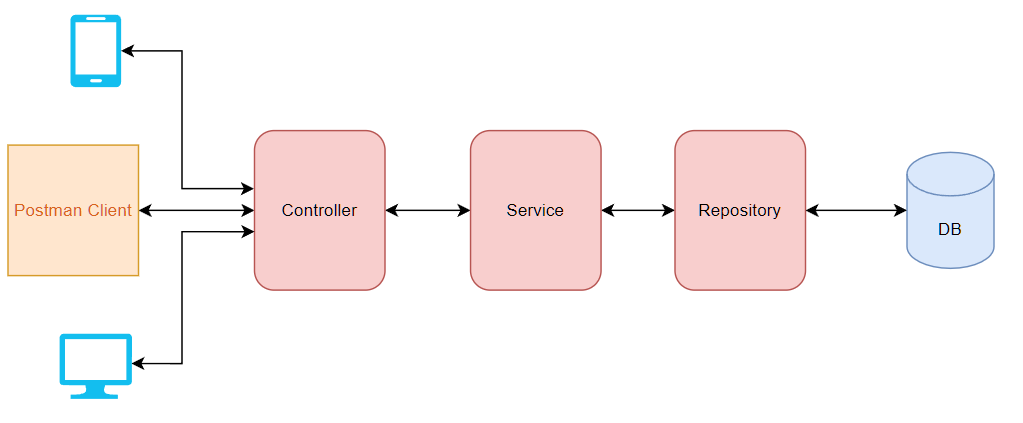 Postman Client
Controller
Service
Repository
DB